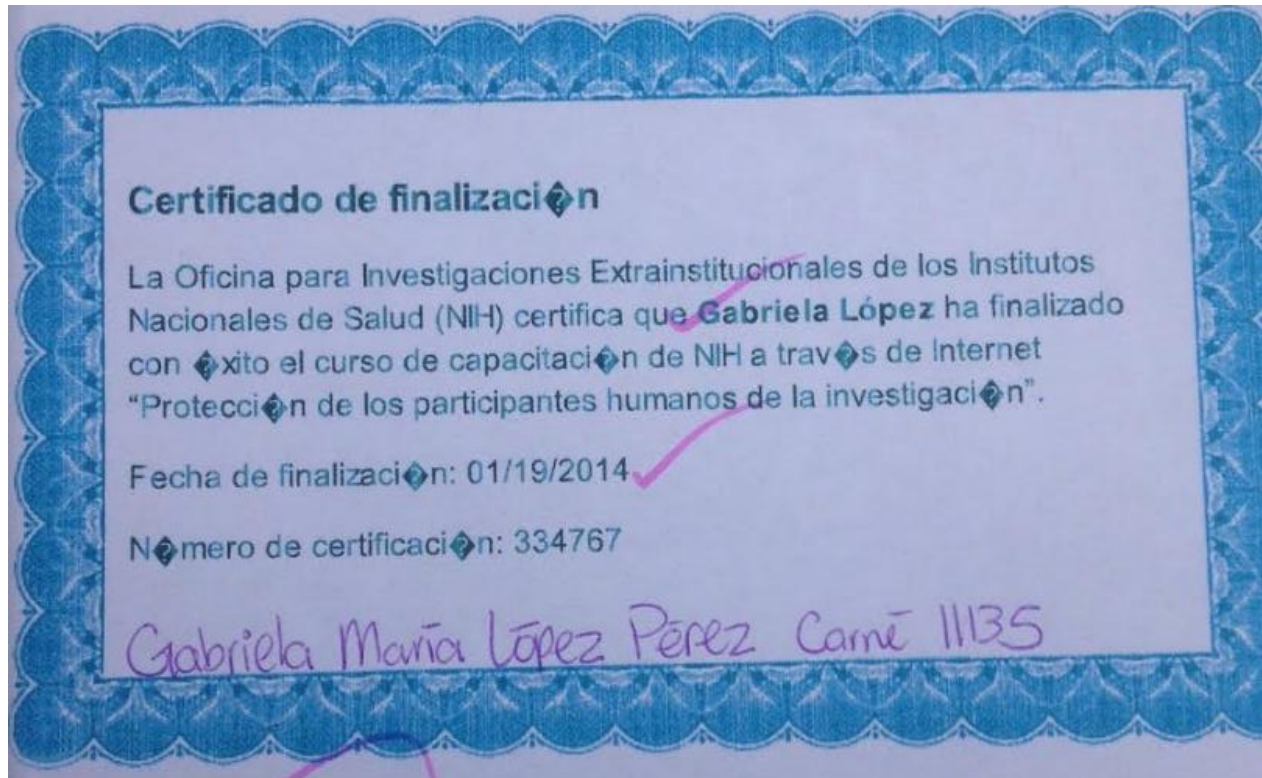 Certificado de finalizaci�n
La Oficina para Investigaciones Extrainstitucionales de los Institutos
Nacionales de Salud (NIH) certifica que Gabriela López ha finalizado
con �xito el curso de capacitaci�n de NIH a trav�s de Internet
“Protecci�n de los participantes humanos de la investigaci�n”.
Fecha de finalizaci�n: 01/19/2014
N�mero de certificaci�n: 334767
Gabriela María López Pérez Carné 11135